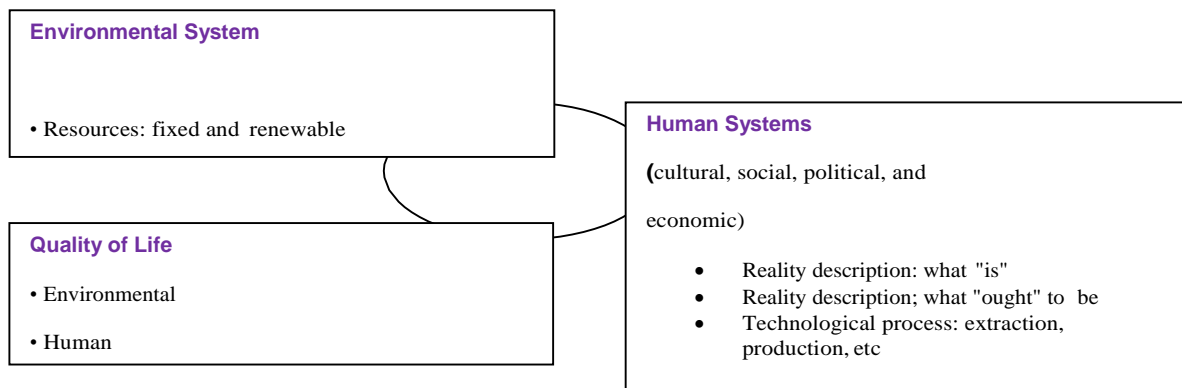 Environmental System
• Resources: fixed and renewable
Quality of Life
• Environmental
• Human
Human Systems
(cultural, social, political, and
economic)
• Reality description: what "is"
• Reality description; what "ought" to be
• Technological process: extraction,
production, etc